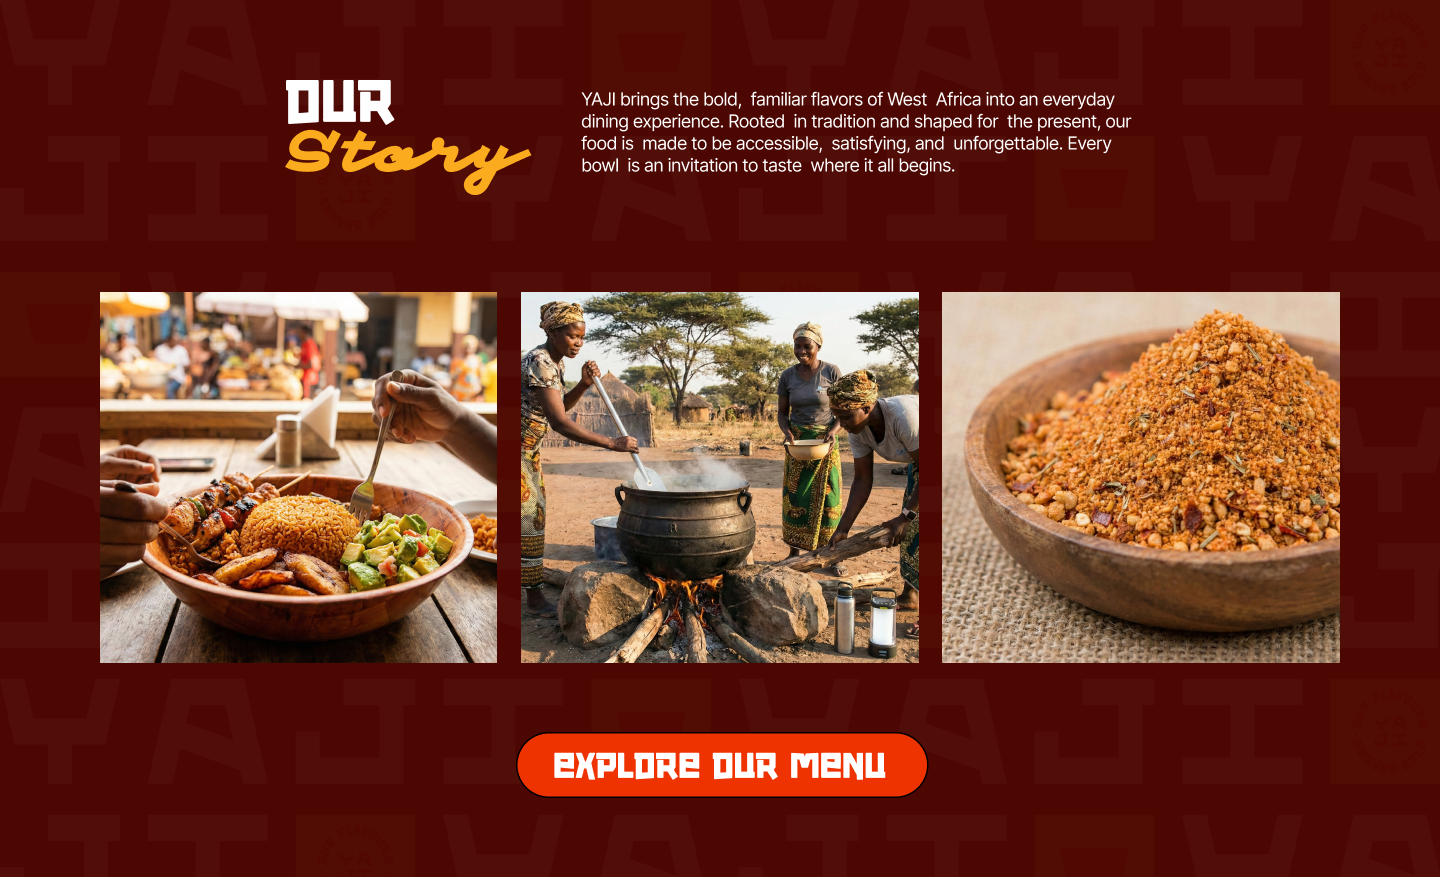 OUR
Story
YAJI brings the bold, familiar flavors of West Africa into an everyday
dining experience. Rooted in tradition and shaped for the present, our
food is made to be accessible, satisfying, and unforgettable. Every
bowl is an invitation to taste where it all begins.
EXPLORE OUR MENU